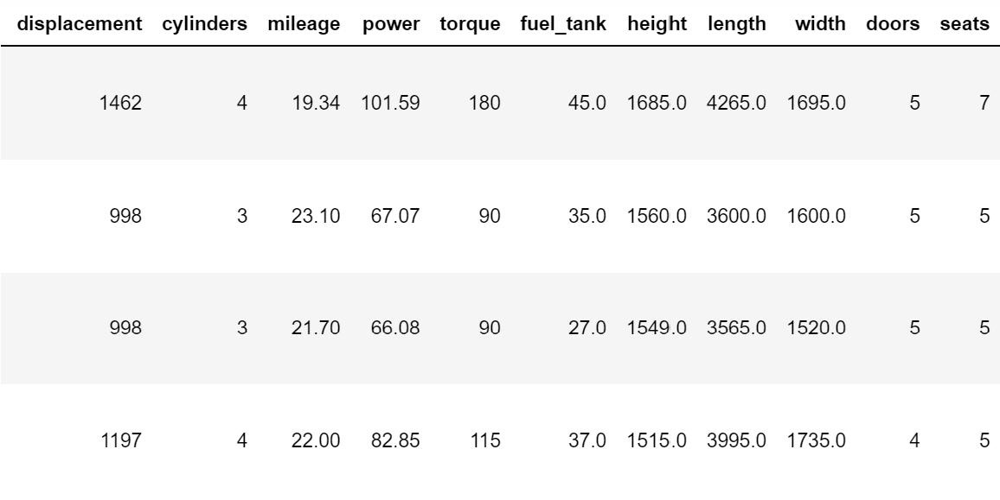 displacement cylinders mileage power torque fuel_tank height length width doors seats
1462 4 19.34 101.59 180 45.0 1685.0 4265.0 1695.0 5 7
998 3 23.10 67.07 90 35.0 1560.0 3600.0 1600.0 5 5
998 3 21.70 66.08 90 27.0 1549.0 3565.0 1520.0 5 5
1197 4 22.00 82.85 115 37.0 1515.0 3995.0 1735.0 4 5